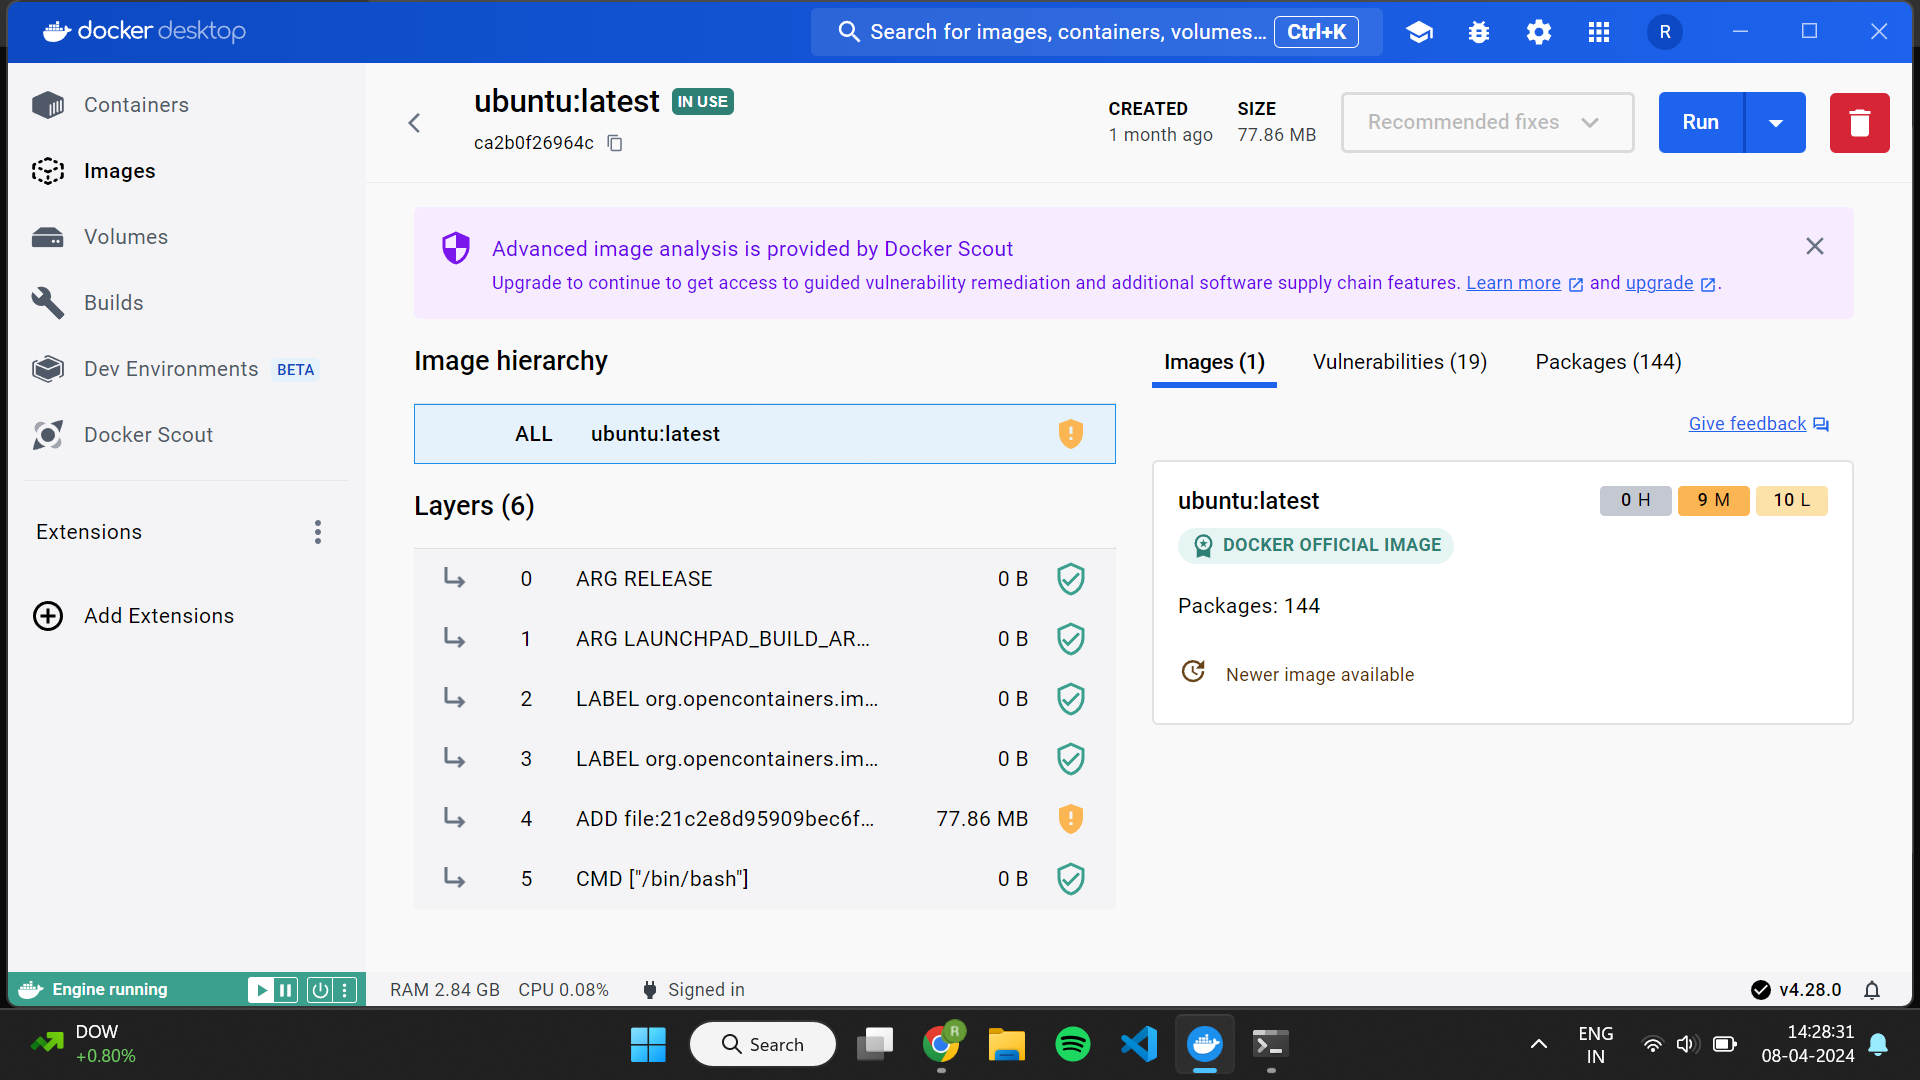 docker desktop
Search for images, containers, volumes... Ctrl+K
R
Containers
Images
Volumes
Builds
Dev Environments BETA
Docker Scout
Extensions
Add Extensions
ubuntu:latest IN USE
ca2b0f26964c
CREATED
1 month ago
SIZE
77.86 MB
Recommended fixes
Run
Advanced image analysis is provided by Docker Scout
Upgrade to continue to get access to guided vulnerability remediation and additional software supply chain features. Learn more and upgrade.
Image hierarchy
ALL ubuntu:latest
Layers (6)
0 ARG RELEASE 0 B
1 ARG LAUNCHPAD_BUILD_AR... 0 B
2 LABEL org.opencontainers.im... 0 B
3 LABEL org.opencontainers.im... 0 B
4 ADD file:21c2e8d95909bec6f... 77.86 MB
5 CMD ["/bin/bash"] 0 B
Images (1) Vulnerabilities (19) Packages (144)
Give feedback
ubuntu:latest 0 H 9 M 10 L
DOCKER OFFICIAL IMAGE
Packages: 144
Newer image available
Engine running
RAM 2.84 GB CPU 0.08% Signed in
v4.28.0
DOW
+0.80%
Search
R
ENG
IN
14:28:31
08-04-2024